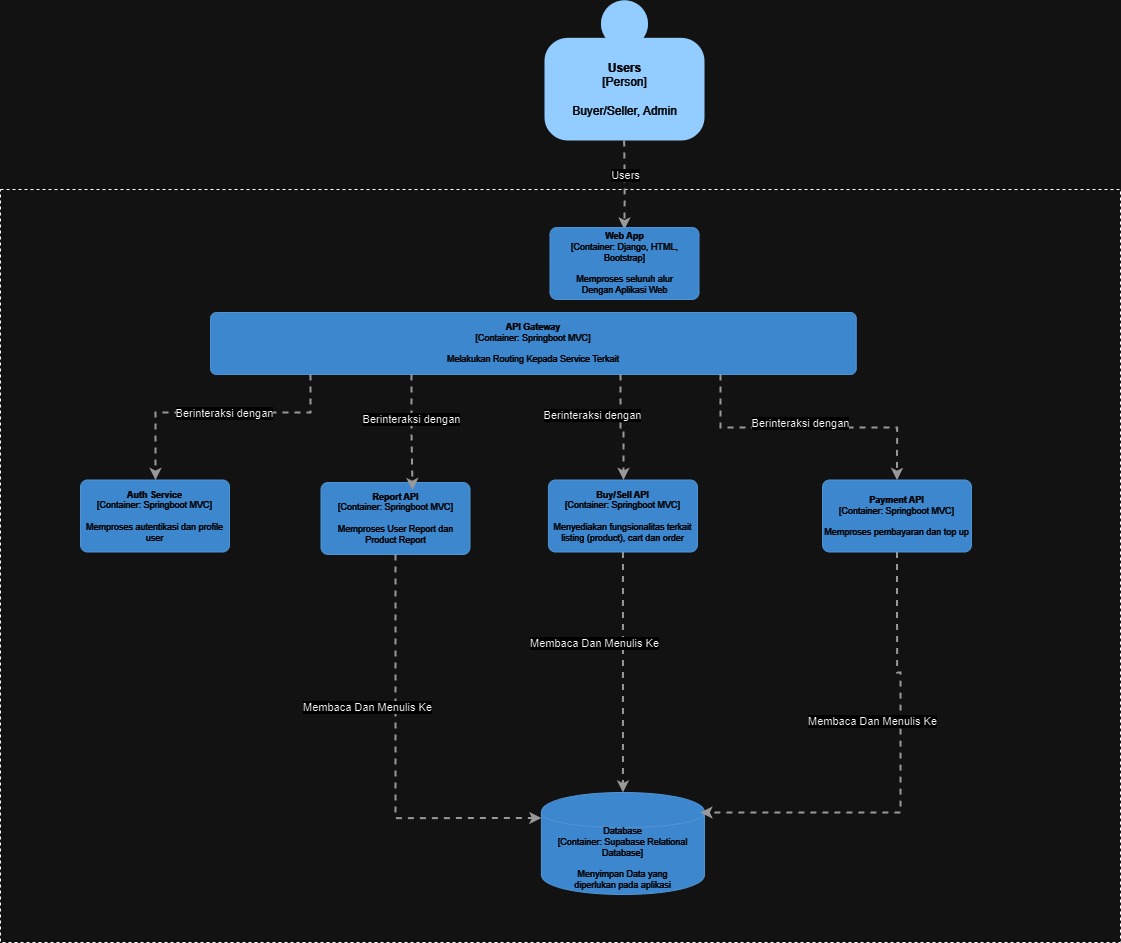 Users
[Person]
Buyer/Seller, Admin
Users
Web App
[Container: Django, HTML,
Bootstrap]
Memproses seluruh alur
Dengan Aplikasi Web
API Gateway
[Container: Springboot MVC]
Melakukan Routing Kepada Service Terkait
Berinteraksi dengan
Berinteraksi dengan
Berinteraksi dengan
Berinteraksi dengan
Auth Service
[Container: Springboot MVC]
Memproses autentikasi dan profile
user
Report API
[Container: Springboot MVC]
Memproses User Report dan
Product Report
Buy/Sell API
[Container: Springboot MVC]
Menyediakan fungsionalitas terkait
listing (product), cart dan order
Payment API
[Container: Springboot MVC]
Memproses pembayaran dan top up
Membaca Dan Menulis Ke
Membaca Dan Menulis Ke
Membaca Dan Menulis Ke
Database
[Container: Supabase Relational
Database]
Menyimpan Data yang
diperlukan pada aplikasi